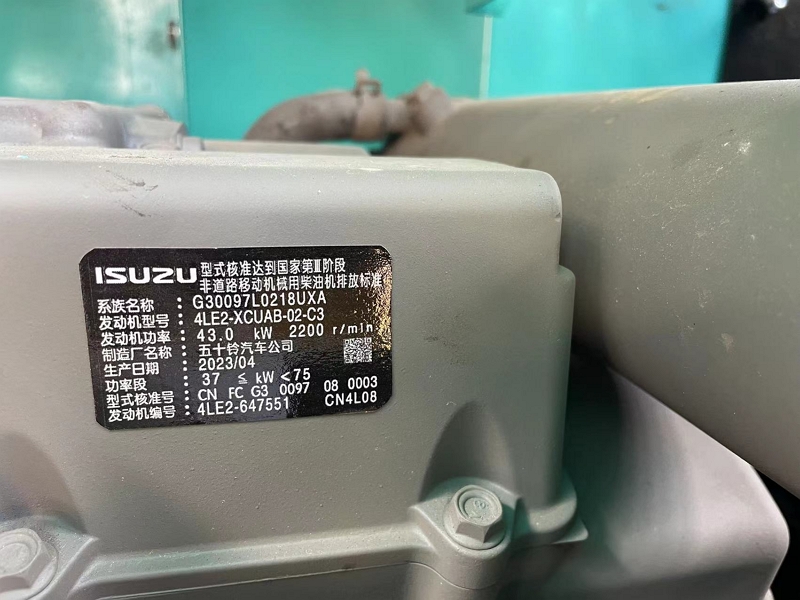 ISUZU 型式核准达到国家第Ⅲ阶段
非道路移动机械用柴油机排放标准
系族名称 : G30097L0218UXA
发动机型号 : 4LE2-XCUAB-02-C3
发动机功率 : 43.0 kW 2200 r/min
制造厂名称 : 五十铃汽车公司
生产日期 : 2023/04
功率段 : 37 ≦ kW < 75
型式核准号 : CN FC G3 0097 08 0003
发动机编号 : 4LE2-647551 CN4L08